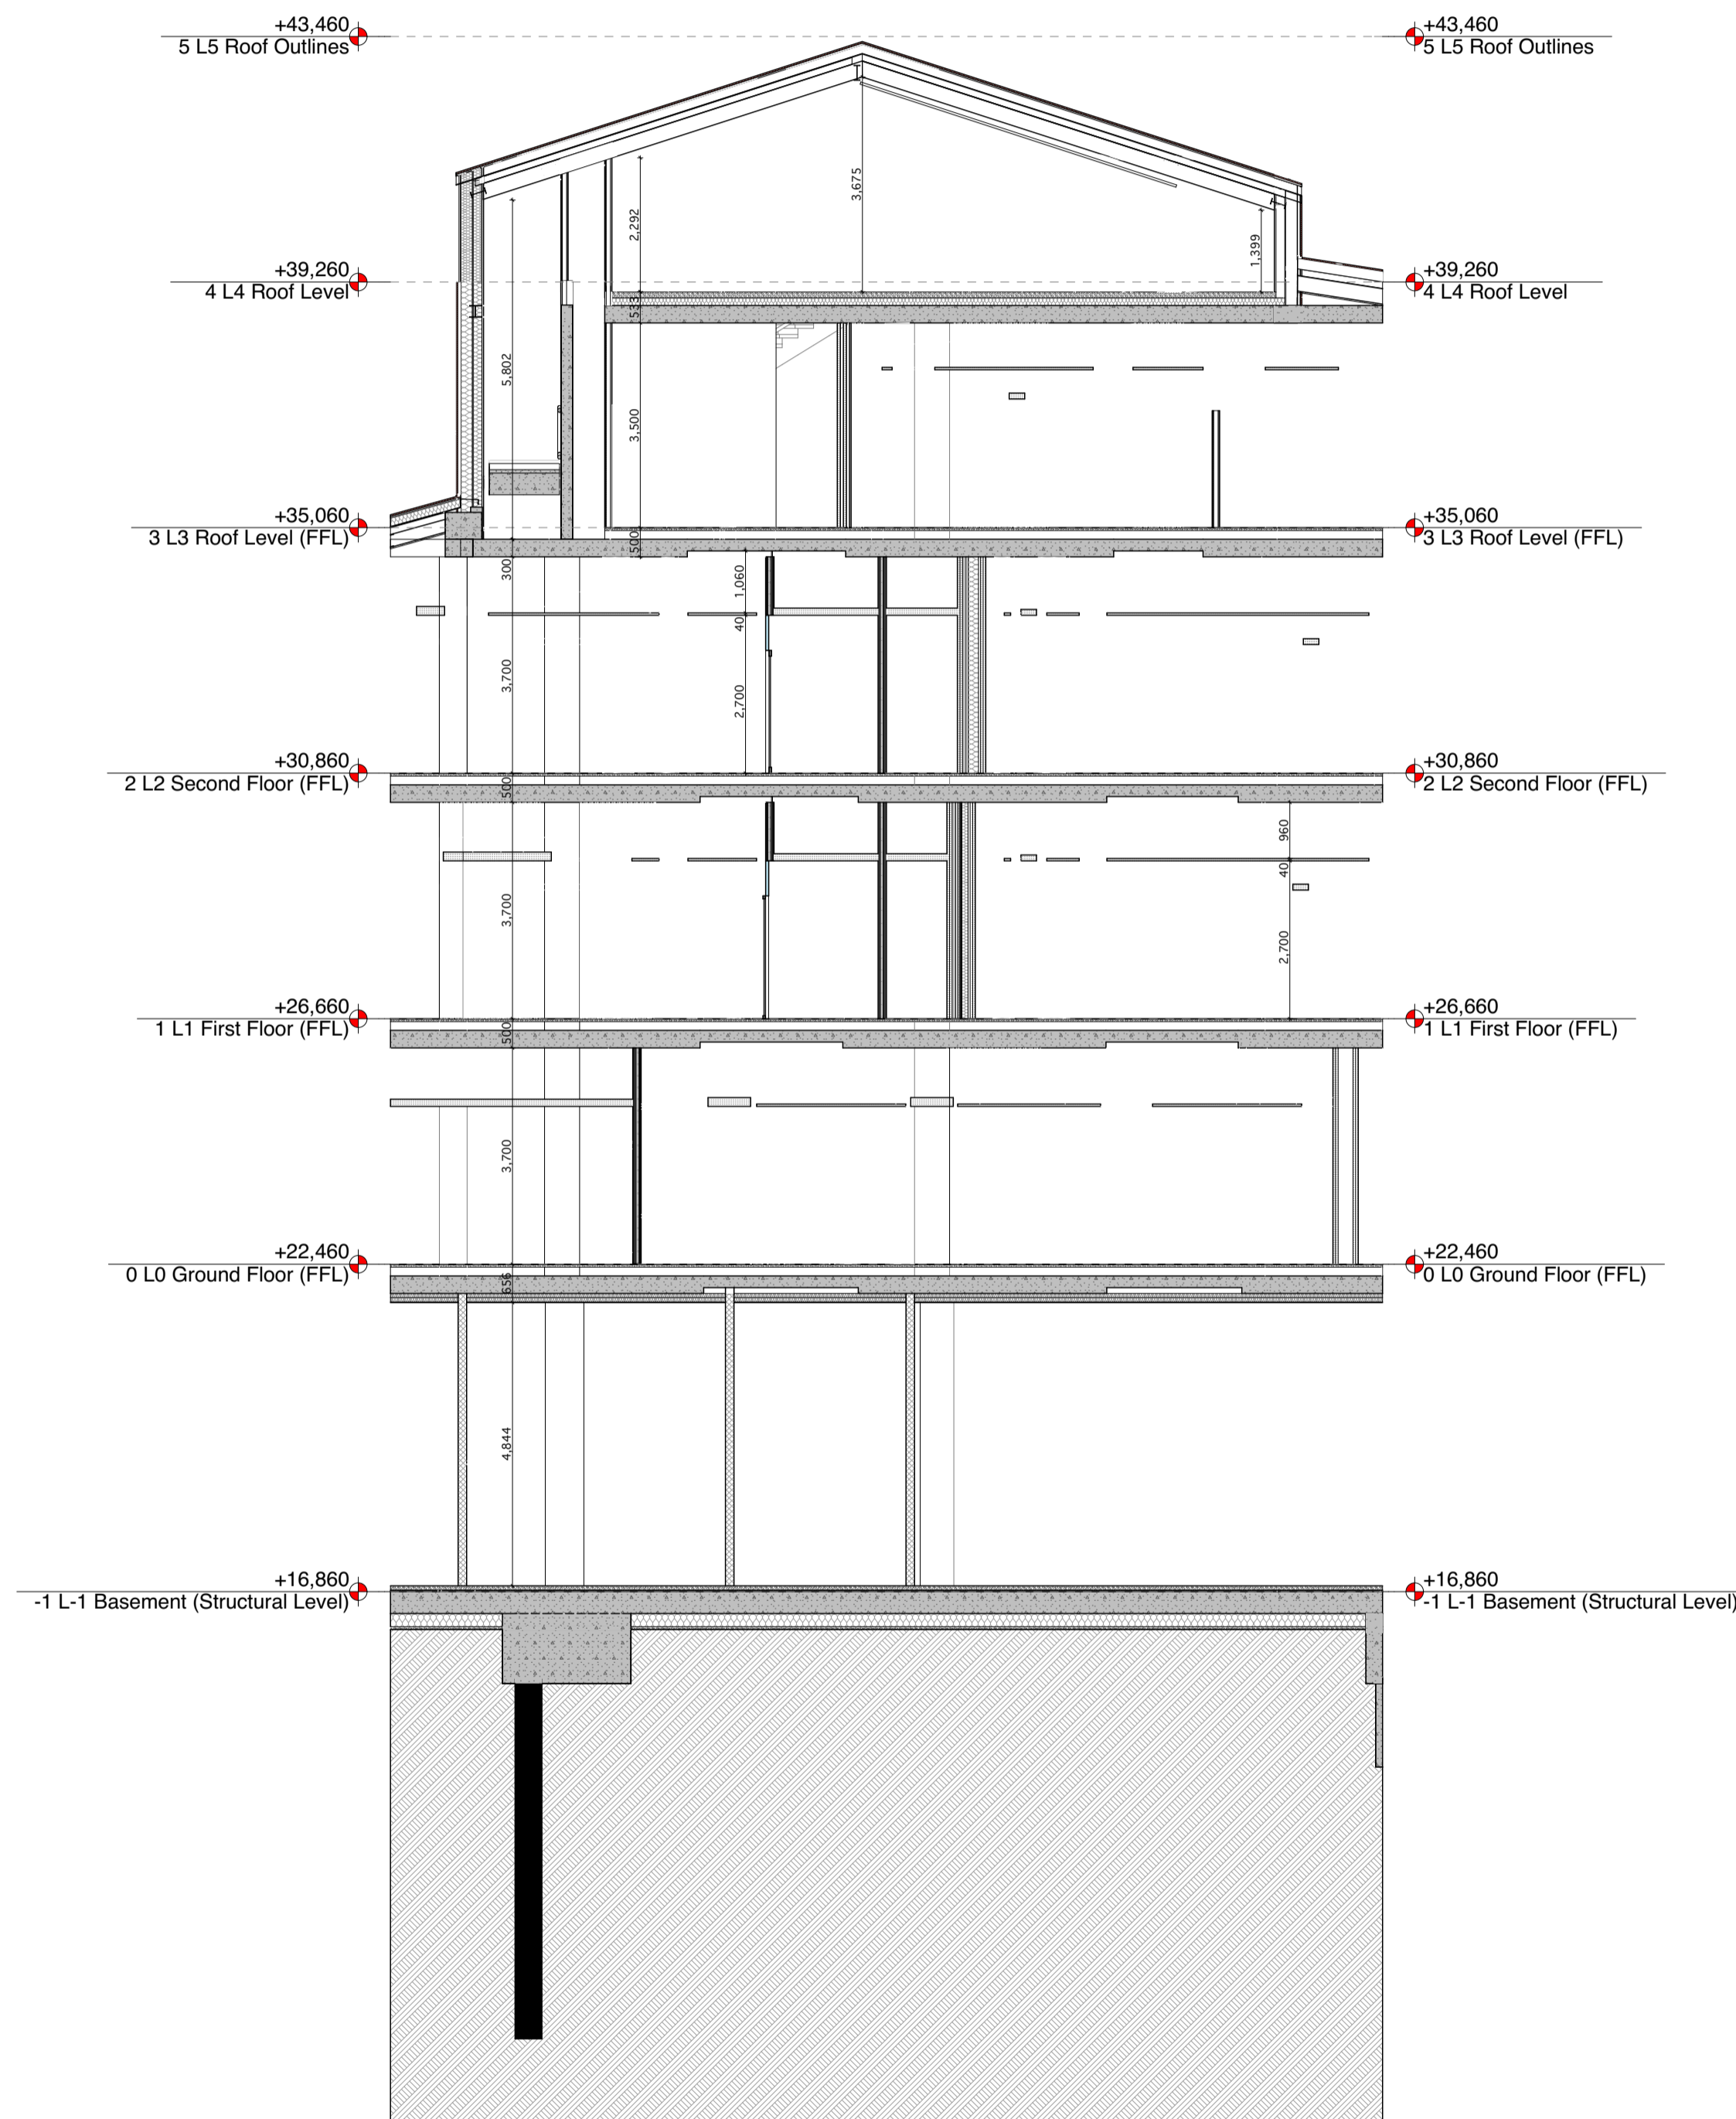 +43,460
5 L5 Roof Outlines
+43,460
5 L5 Roof Outlines
3,675
2,292
1,399
+39,260
4 L4 Roof Level
+39,260
4 L4 Roof Level
533
5,802
3,500
+35,060
3 L3 Roof Level (FFL)
+35,060
3 L3 Roof Level (FFL)
500
300
1,060
40
3,700
2,700
+30,860
2 L2 Second Floor (FFL)
+30,860
2 L2 Second Floor (FFL)
500
960
40
3,700
2,700
+26,660
1 L1 First Floor (FFL)
+26,660
1 L1 First Floor (FFL)
500
3,700
+22,460
0 L0 Ground Floor (FFL)
+22,460
0 L0 Ground Floor (FFL)
656
4,844
+16,860
-1 L-1 Basement (Structural Level)
+16,860
-1 L-1 Basement (Structural Level)